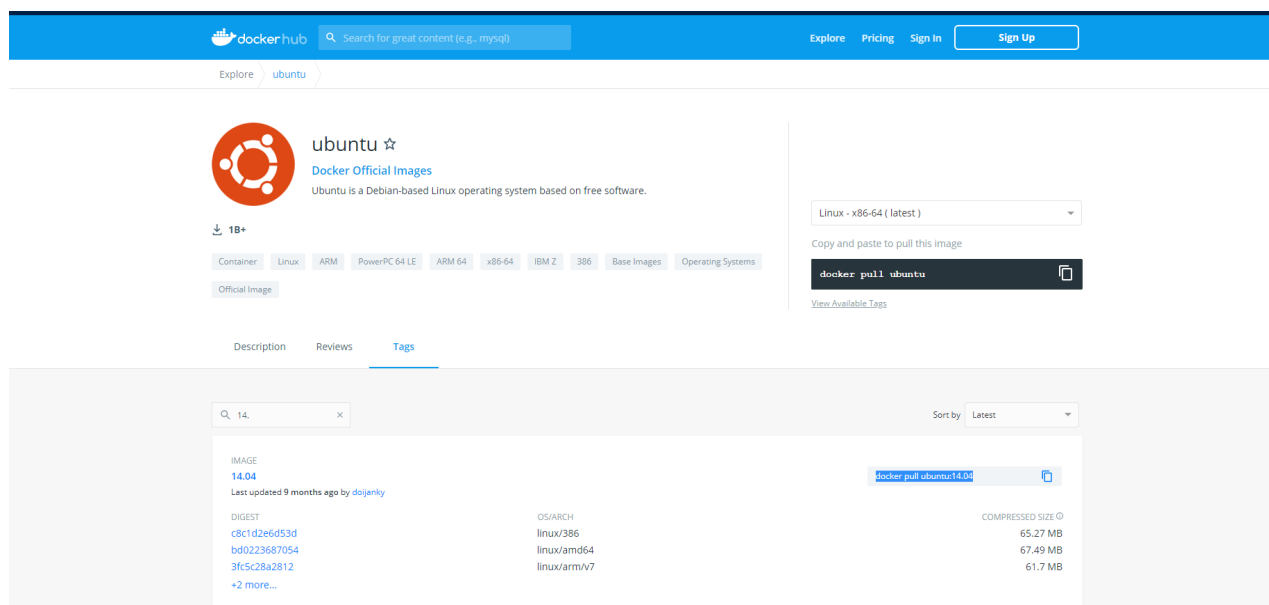 docker hub Search for great content (e.g., mysql) Explore Pricing Sign In Sign Up
Explore ubuntu
ubuntu
Docker Official Images
Ubuntu is a Debian-based Linux operating system based on free software.
1B+
Container Linux ARM PowerPC 64 LE ARM 64 x86-64 IBM Z 386 Base Images Operating Systems
Official Image
Linux - x86-64 ( latest )
Copy and paste to pull this image
docker pull ubuntu
View Available Tags
Description Reviews Tags
14. Sort by Latest
IMAGE
14.04 docker pull ubuntu:14.04
Last updated 9 months ago by doijanky
DIGEST OS/ARCH COMPRESSED SIZE
c8c1d2e6d53d linux/386 65.27 MB
bd0223687054 linux/amd64 67.49 MB
3fc5c28a2812 linux/arm/v7 61.7 MB
+2 more...